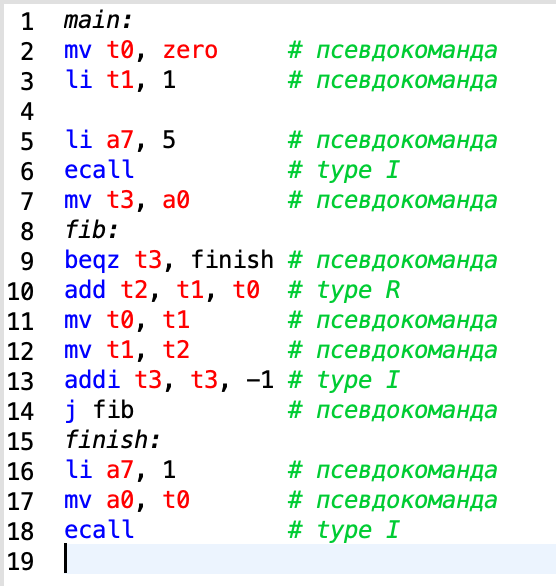 1 main:
2 mv t0, zero # псевдокоманда
3 li t1, 1 # псевдокоманда
4
5 li a7, 5 # псевдокоманда
6 ecall # type I
7 mv t3, a0 # псевдокоманда
8 fib:
9 beqz t3, finish # псевдокоманда
10 add t2, t1, t0 # type R
11 mv t0, t1 # псевдокоманда
12 mv t1, t2 # псевдокоманда
13 addi t3, t3, -1 # type I
14 j fib # псевдокоманда
15 finish:
16 li a7, 1 # псевдокоманда
17 mv a0, t0 # псевдокоманда
18 ecall # type I
19